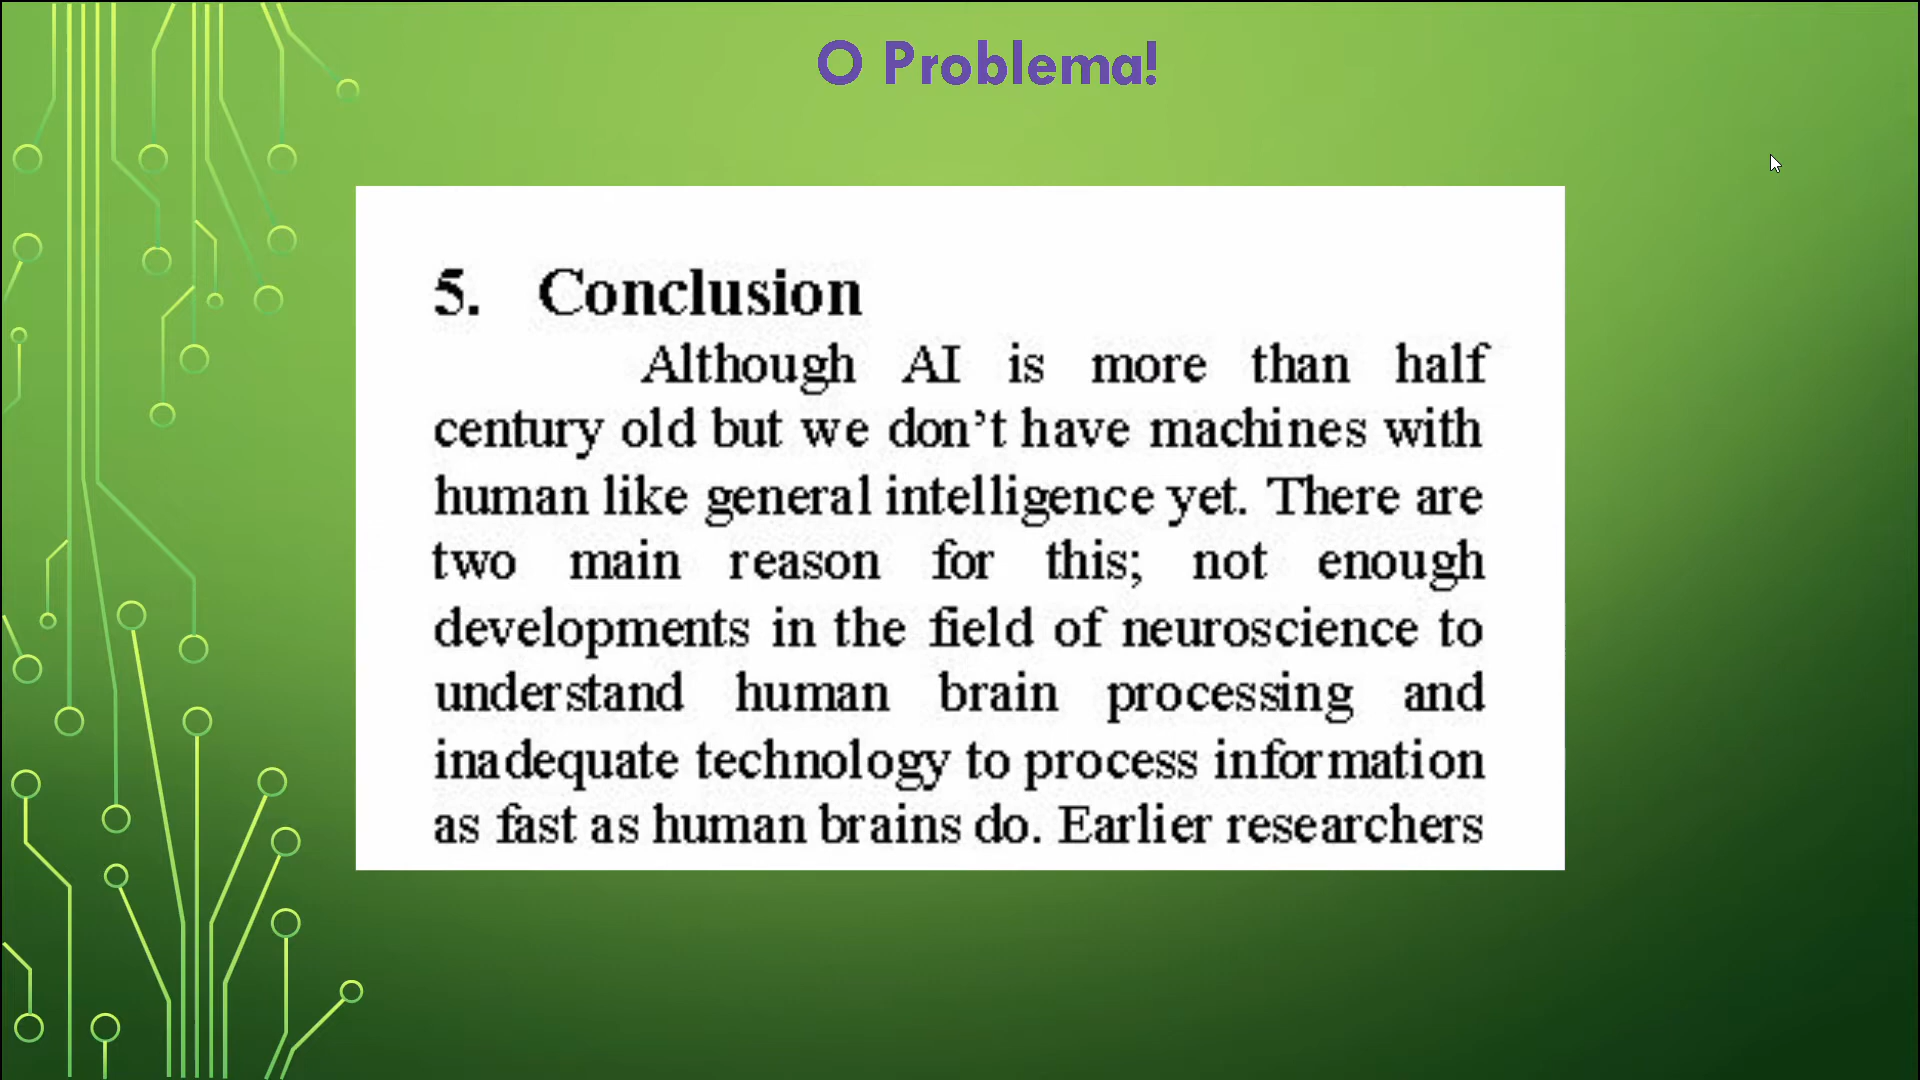 O Problema!
5. Conclusion
Although AI is more than half
century old but we don't have machines with
human like general intelligence yet. There are
two main reason for this; not enough
developments in the field of neuroscience to
understand human brain processing and
inadequate technology to process information
as fast as human brains do. Earlier researchers